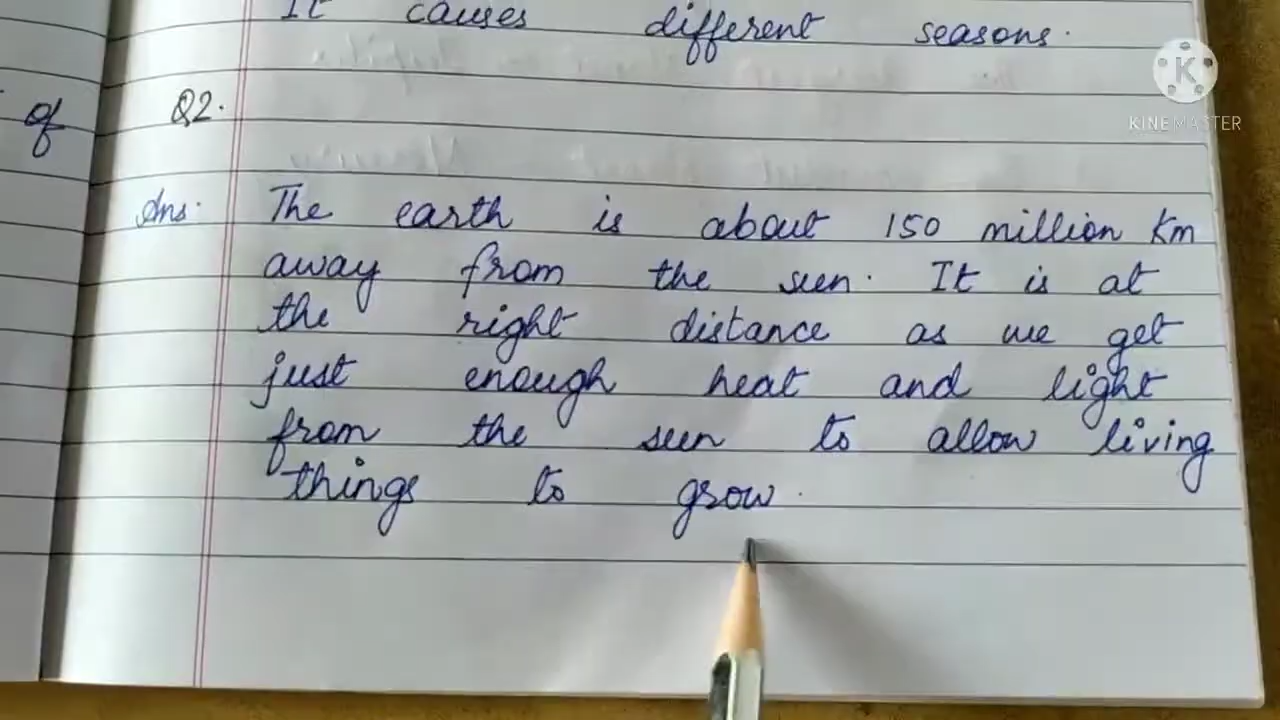 It causes different seasons.
of
Q2.
Ans. The earth is about 150 million Km
away from the sun. It is at
the right distance as we get
just enough heat and light
from the sun to allow living
things to grow.
KINEMASTER